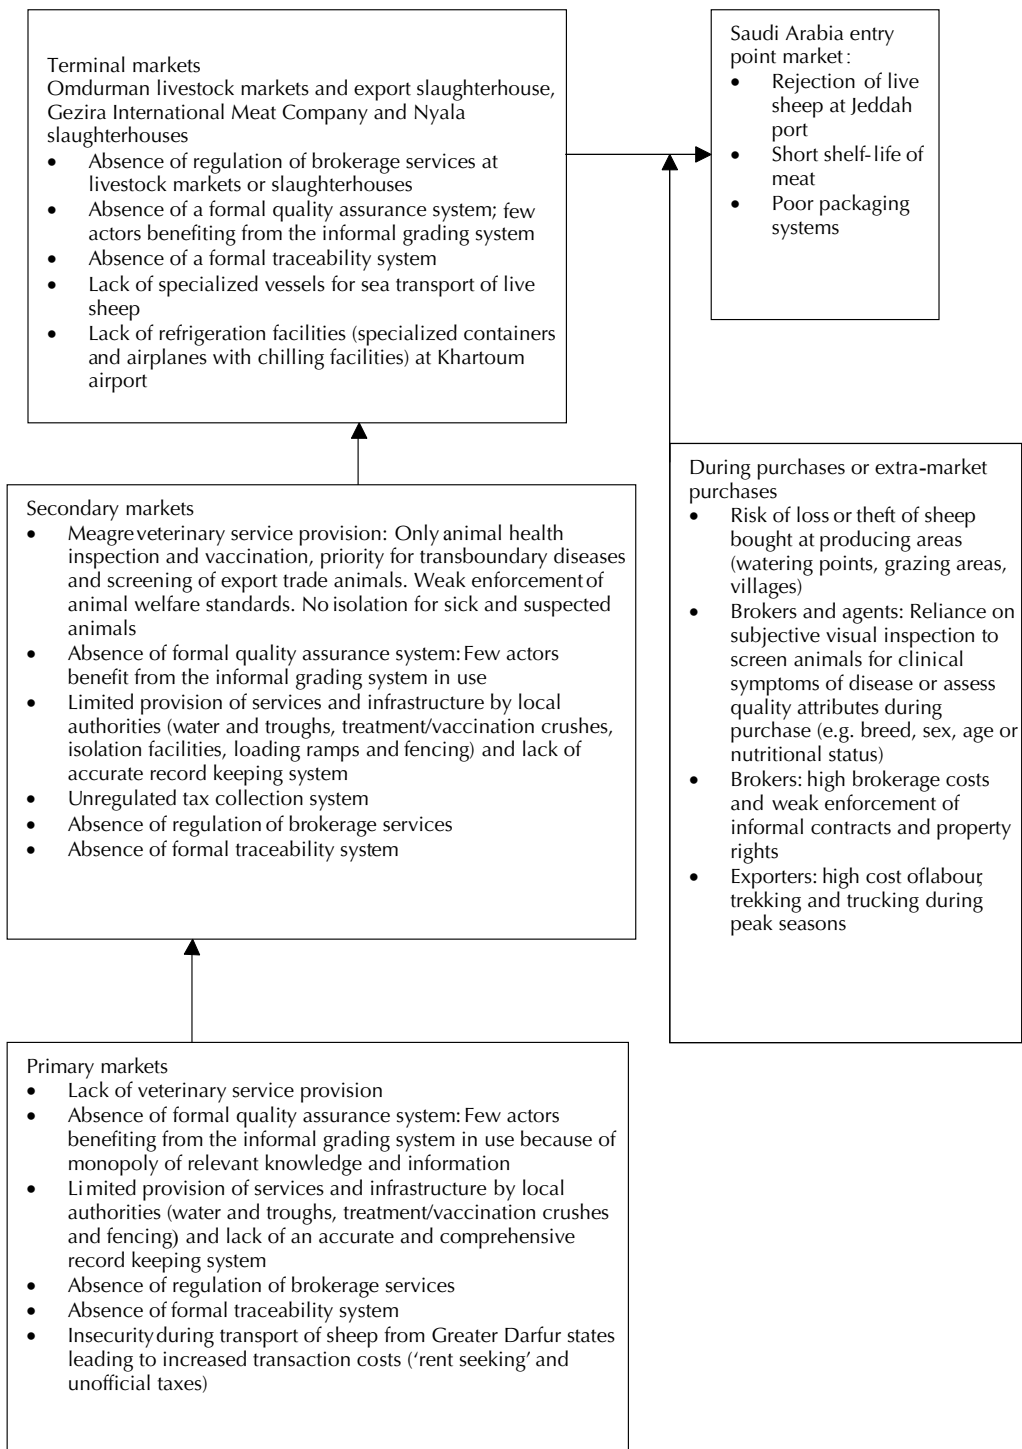 Terminal markets
Omdurman livestock markets and export slaughterhouse,
Gezira International Meat Company and Nyala
slaughterhouses
• Absence of regulation of brokerage services at
livestock markets or slaughterhouses
• Absence of a formal quality assurance system; few
actors benefiting from the informal grading system
• Absence of a formal traceability system
• Lack of specialized vessels for sea transport of live
sheep
• Lack of refrigeration facilities (specialized containers
and airplanes with chilling facilities) at Khartoum
airport
Saudi Arabia entry
point market:
• Rejection of live
sheep at Jeddah
port
• Short shelf-life of
meat
• Poor packaging
systems
Secondary markets
• Meagre veterinary service provision: Only animal health
inspection and vaccination, priority for transboundary diseases
and screening of export trade animals. Weak enforcement of
animal welfare standards. No isolation for sick and suspected
animals
• Absence of formal quality assurance system: Few actors
benefit from the informal grading system in use
• Limited provision of services and infrastructure by local
authorities (water and troughs, treatment/vaccination crushes,
isolation facilities, loading ramps and fencing) and lack of
accurate record keeping system
• Unregulated tax collection system
• Absence of regulation of brokerage services
• Absence of formal traceability system
During purchases or extra-market
purchases
• Risk of loss or theft of sheep
bought at producing areas
(watering points, grazing areas,
villages)
• Brokers and agents: Reliance on
subjective visual inspection to
screen animals for clinical
symptoms of disease or assess
quality attributes during
purchase (e.g. breed, sex, age or
nutritional status)
• Brokers: high brokerage costs
and weak enforcement of
informal contracts and property
rights
• Exporters: high cost of labour,
trekking and trucking during
peak seasons
Primary markets
• Lack of veterinary service provision
• Absence of formal quality assurance system: Few actors
benefiting from the informal grading system in use because of
monopoly of relevant knowledge and information
• Limited provision of services and infrastructure by local
authorities (water and troughs, treatment/vaccination crushes
and fencing) and lack of an accurate and comprehensive
record keeping system
• Absence of regulation of brokerage services
• Absence of formal traceability system
• Insecurity during transport of sheep from Greater Darfur states
leading to increased transaction costs (‘rent seeking’ and
unofficial taxes)